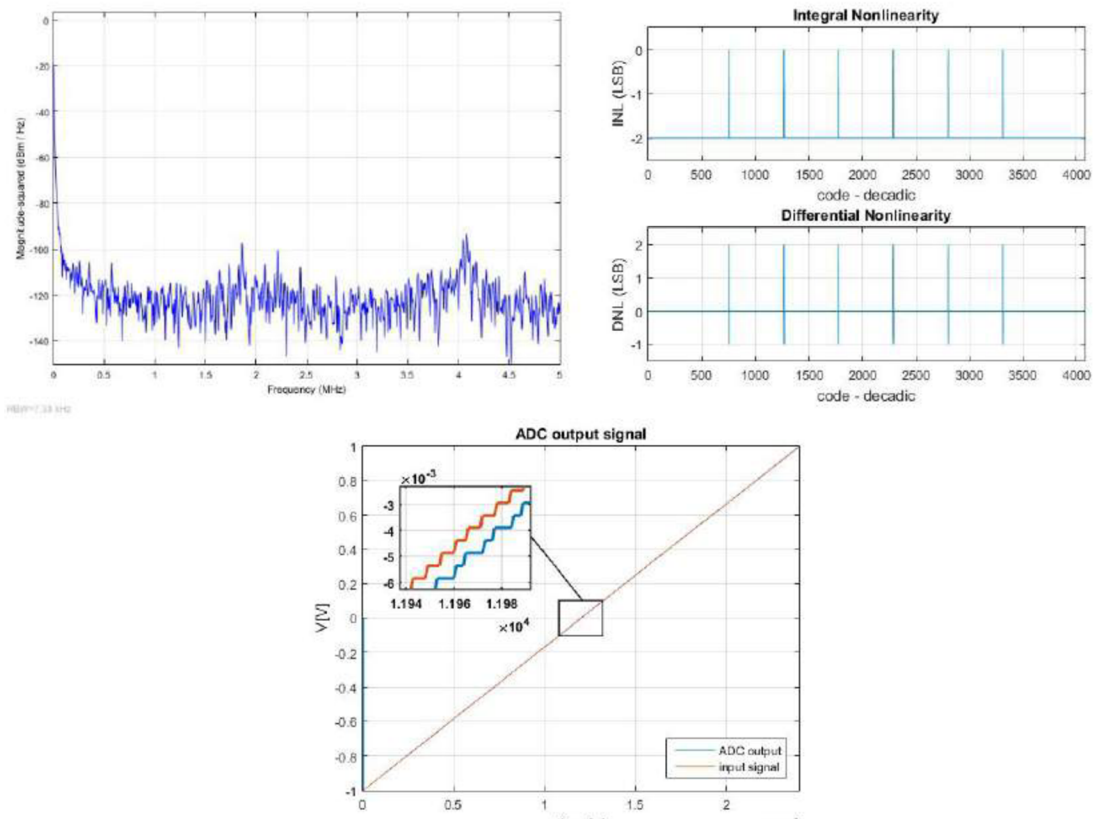 0
-20
-40
-60
-80
-100
-120
-140
Magnitude-squared (dBm / Hz)
0 0.5 1 1.5 2 2.5 3 3.5 4 4.5 5
Frequency (MHz)
Integral Nonlinearity
0
-1
-2
INL (LSB)
0 500 1000 1500 2000 2500 3000 3500 4000
code - decadic
Differential Nonlinearity
2
1
0
-1
DNL (LSB)
0 500 1000 1500 2000 2500 3000 3500 4000
code - decadic
ADC output signal
1
0.8
0.6
0.4
0.2
0
-0.2
-0.4
-0.6
-0.8
-1
V[V]
×10-3
-3
-4
-5
-6
1.194 1.196 1.198
×104
ADC output
input signal
0 0.5 1 1.5 2